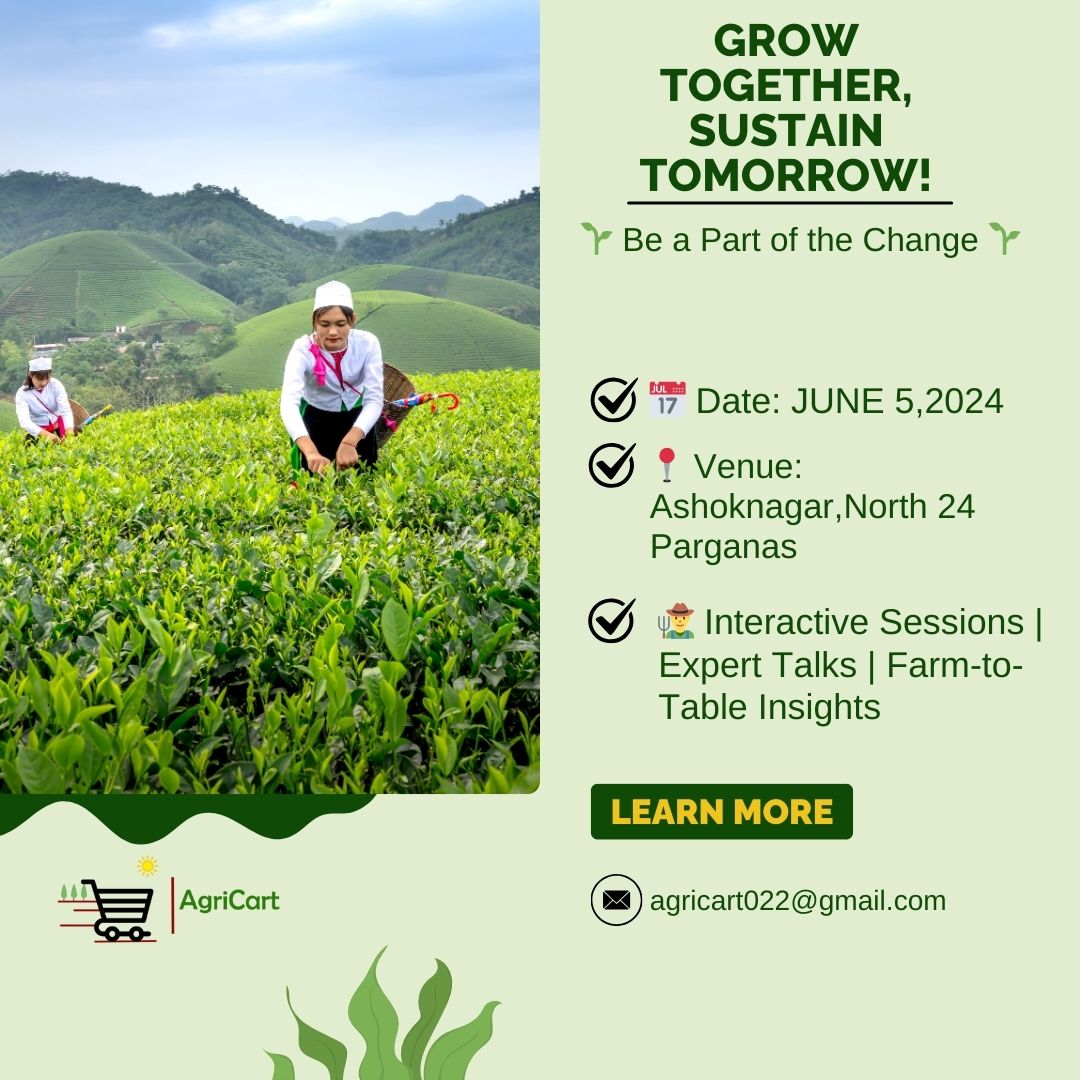 GROW
TOGETHER,
SUSTAIN
TOMORROW!
🌱 Be a Part of the Change 🌱
📅 Date: JUNE 5,2024
📍 Venue:
Ashoknagar,North 24
Parganas
👨‍🌾 Interactive Sessions |
Expert Talks | Farm-to-
Table Insights
LEARN MORE
agricart022@gmail.com
AgriCart